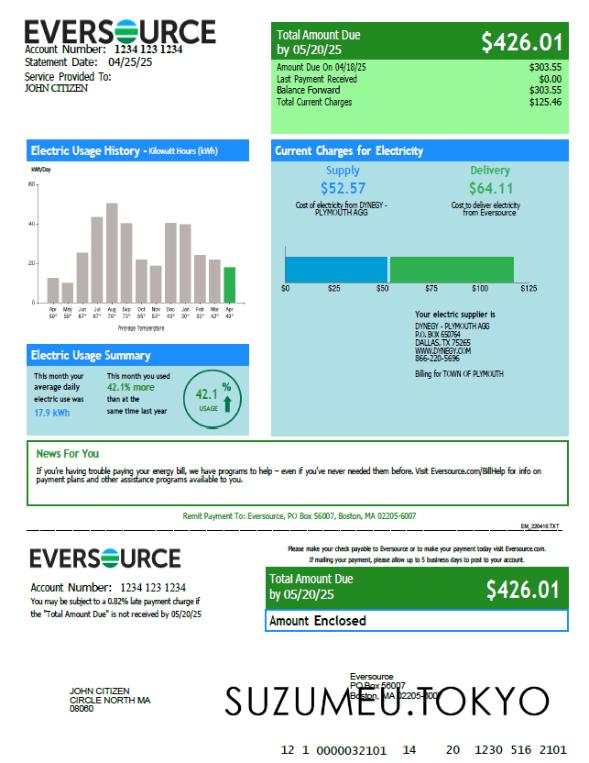 EVERSOURCE
Account Number: 1234 123 1234
Statement Date: 04/25/25
Service Provided To:
JOHN CITIZEN
Total Amount Due
by 05/20/25
$426.01
Amount Due On 04/18/25 $303.55
Last Payment Received $0.00
Balance Forward $303.55
Total Current Charges $125.46
Electric Usage History - Kilowatt Hours (kWh)
kWh/Day
60
40
20
0
Apr May Jun Jul Aug Sep Oct Nov Dec Jan Feb Mar Apr
Average Temperature
Current Charges for Electricity
Supply
$52.57
Cost of electricity from DYNEGY -
PLYMOUTH AGG
Delivery
$64.11
Cost to deliver electricity
from Eversource
$0 $25 $50 $75 $100 $125
Your electric supplier is
DYNEGY - PLYMOUTH AGG
P.O. BOX 650764
DALLAS, TX 75265
WWW.DYNEGY.COM
866-220-5696
Billing for TOWN OF PLYMOUTH
Electric Usage Summary
This month your
average daily
electric use was
17.9 kWh
This month you used
42.1% more
than at the
same time last year
42.1 %
USAGE
News For You
If you're having trouble paying your energy bill, we have programs to help – even if you've never needed them before. Visit Eversource.com/BillHelp for info on
payment plans and other assistance programs available to you.
Remit Payment To: Eversource, PO Box 56007, Boston, MA 02205-6007
EM_220418.TXT
EVERSOURCE
Please make your check payable to Eversource or to make your payment today visit Eversource.com.
If mailing your payment, please allow up to 5 business days to post to your account.
Account Number: 1234 123 1234
You may be subject to a 0.82% late payment charge if
the "Total Amount Due" is not received by 05/20/25
Total Amount Due
by 05/20/25
$426.01
Amount Enclosed
Eversource
PO Box 56007
Boston, MA 02205-6007
JOHN CITIZEN
CIRCLE NORTH MA
08060
SUZUMEU.TOKYO
12 1 0000032101 14 20 1230 516 2101